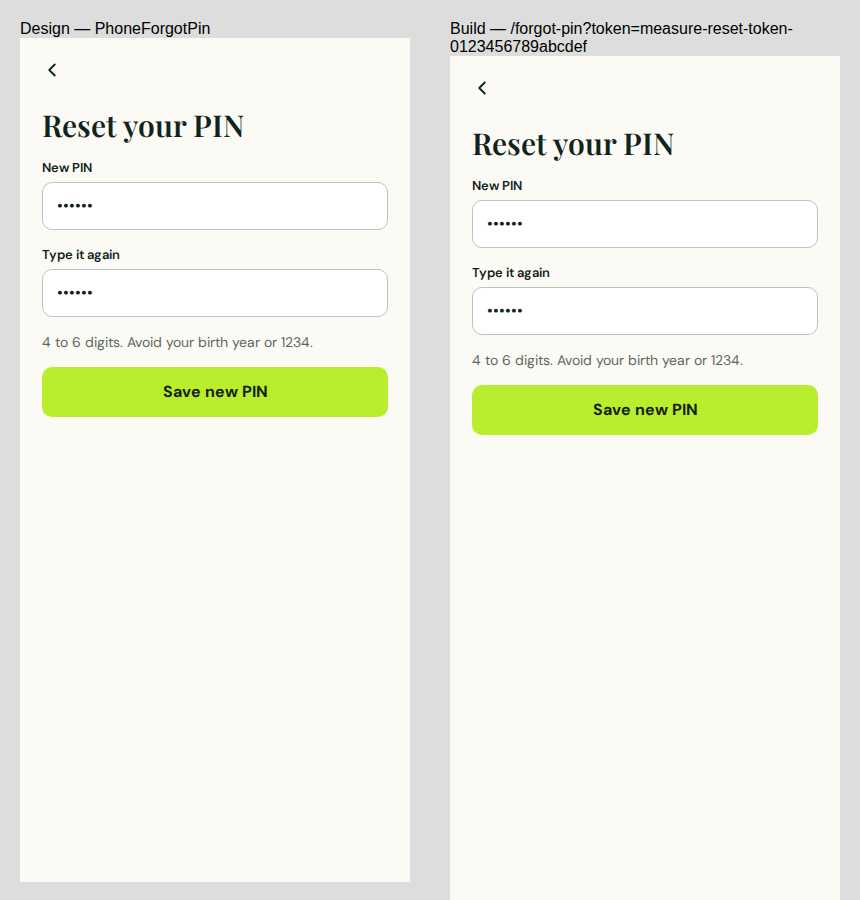 Design — PhoneForgotPin
Reset your PIN
New PIN
••••••
Type it again
••••••
4 to 6 digits. Avoid your birth year or 1234.
Save new PIN
Build — /forgot-pin?token=measure-reset-token-
0123456789abcdef
Reset your PIN
New PIN
••••••
Type it again
••••••
4 to 6 digits. Avoid your birth year or 1234.
Save new PIN